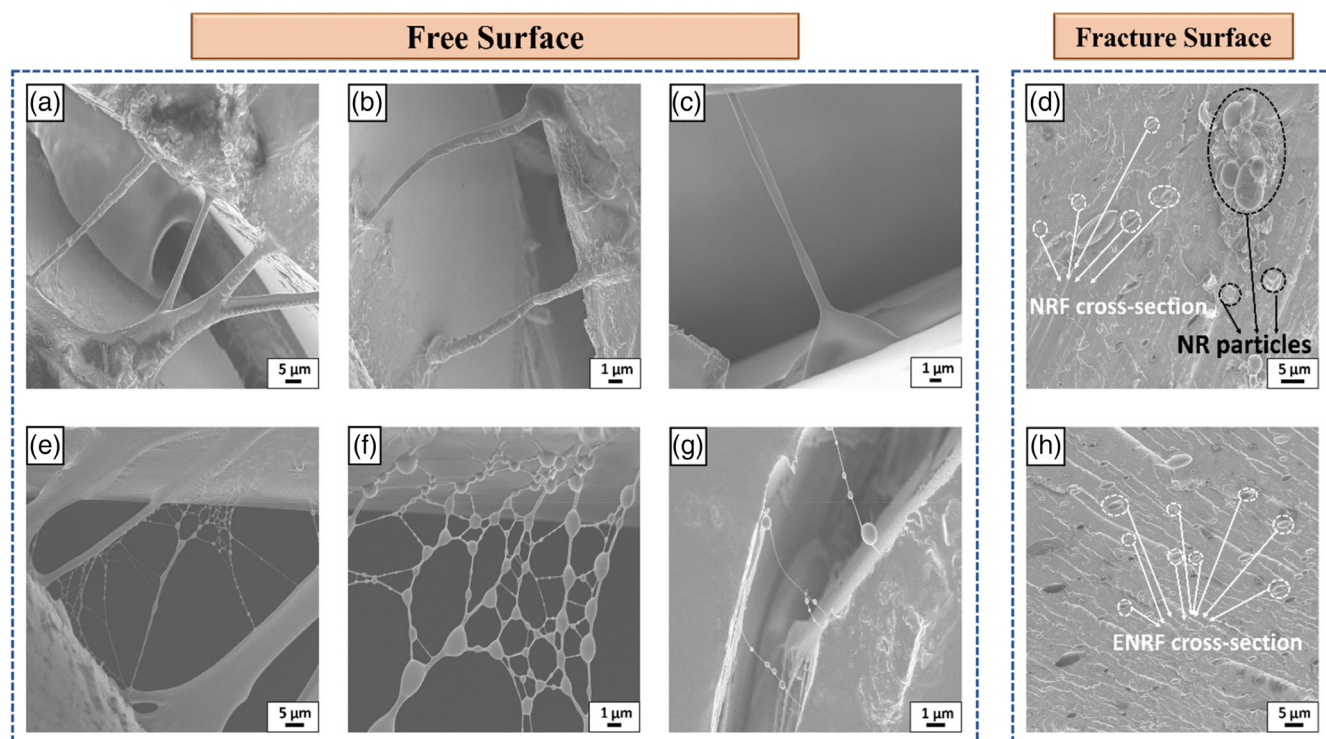 Free Surface
Fracture Surface
(a)
(b)
(c)
(d)
NRF cross-section
NR particles
5 µm
1 µm
1 µm
5 µm
(e)
(f)
(g)
(h)
ENRF cross-section
5 µm
1 µm
1 µm
5 µm